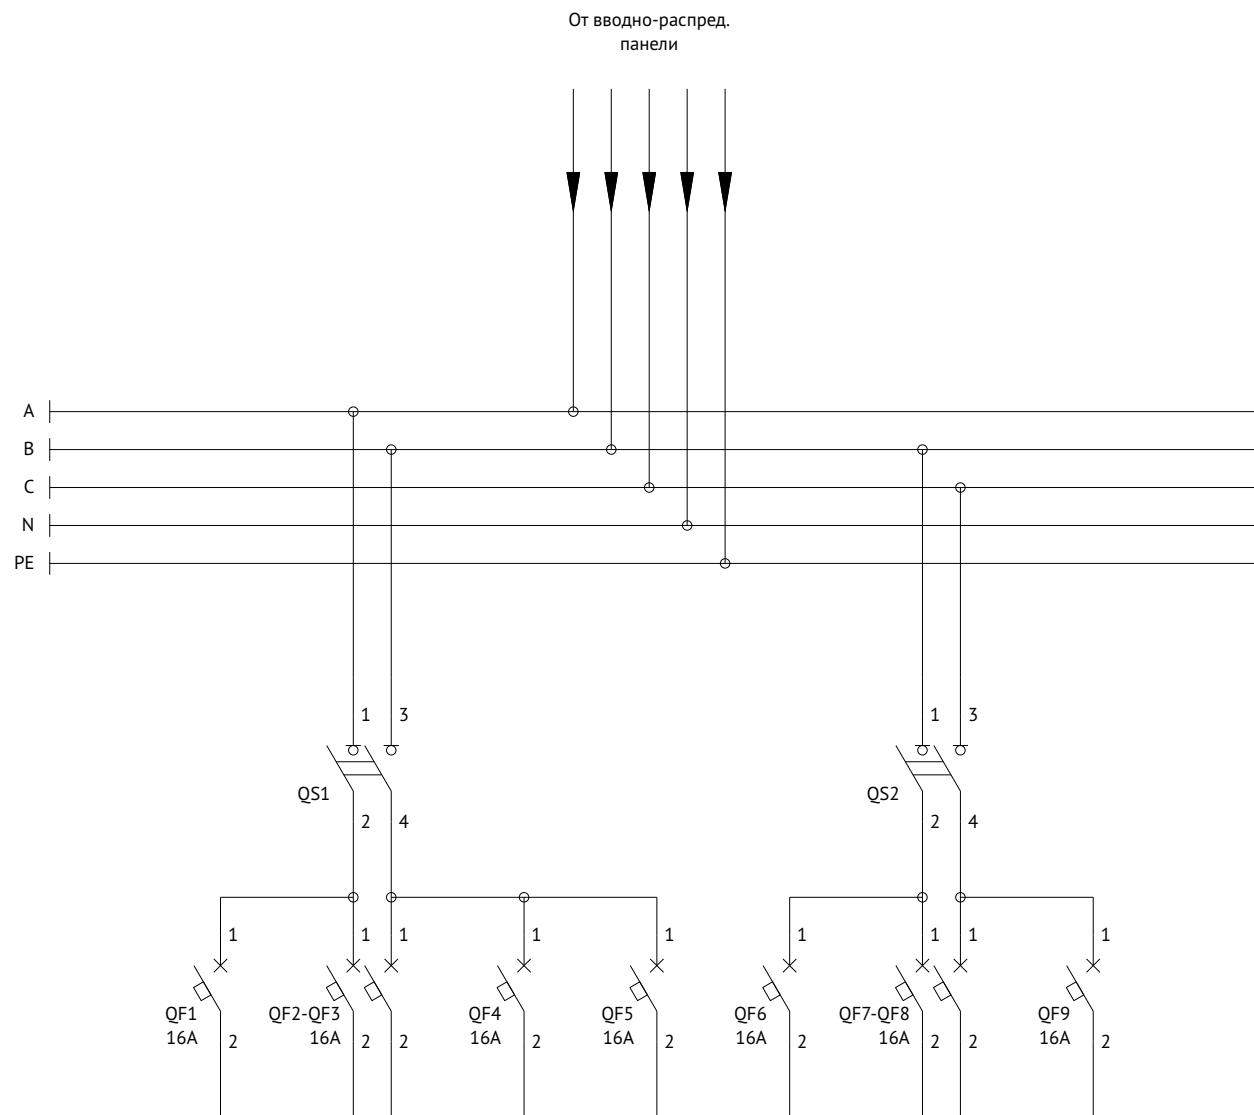 От вводно-распред.
панели
A
B
C
N
PE
1 3 1 3
QS1 QS2
2 4 2 4
1 1 1 1 1 1 1 1 1
QF1 QF2-QF3 QF4 QF5 QF6 QF7-QF8 QF9
16A 16A 16A 16A 16A 16A 16A
2 2 2 2 2 2 2 2 2